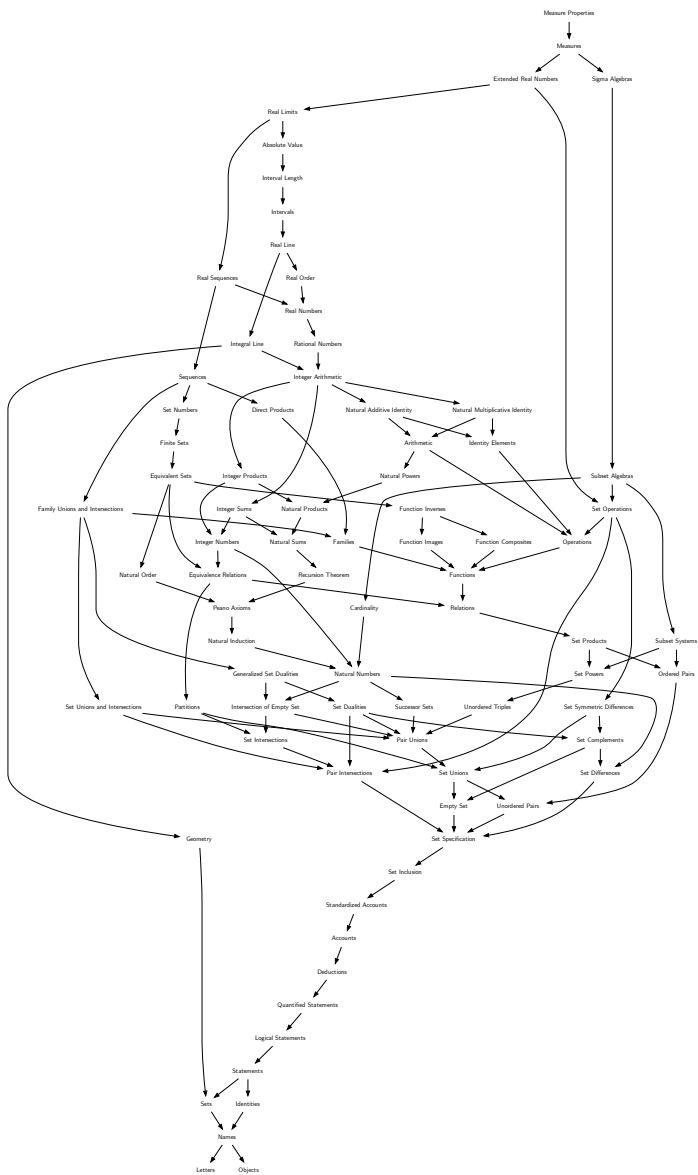 Measure Properties
Measures
Extended Real Numbers Sigma Algebras
Real Limits
Absolute Value
Interval Length
Intervals
Real Line
Real Sequences Real Order
Real Numbers
Integral Line Rational Numbers
Sequences Integer Arithmetic
Set Numbers Direct Products Natural Additive Identity Natural Multiplicative Identity
Finite Sets Arithmetic Identity Elements
Equivalent Sets Integer Products Natural Powers Subset Algebras
Family Unions and Intersections Integer Sums Natural Products Function Inverses Set Operations
Integer Numbers Natural Sums Families Function Images Function Composites Operations
Natural Order Equivalence Relations Recursion Theorem Functions
Peano Axioms Cardinality Relations
Natural Induction Set Products Subset Systems
Generalized Set Dualities Natural Numbers Set Powers Ordered Pairs
Set Unions and Intersections Partitions Intersection of Empty Set Set Dualities Successor Sets Unordered Triples Set Symmetric Differences
Set Intersections Pair Unions Set Complements
Pair Intersections Set Unions Set Differences
Empty Set Unordered Pairs
Geometry Set Specification
Set Inclusion
Standardized Accounts
Accounts
Deductions
Quantified Statements
Logical Statements
Statements
Sets Identities
Names
Letters Objects